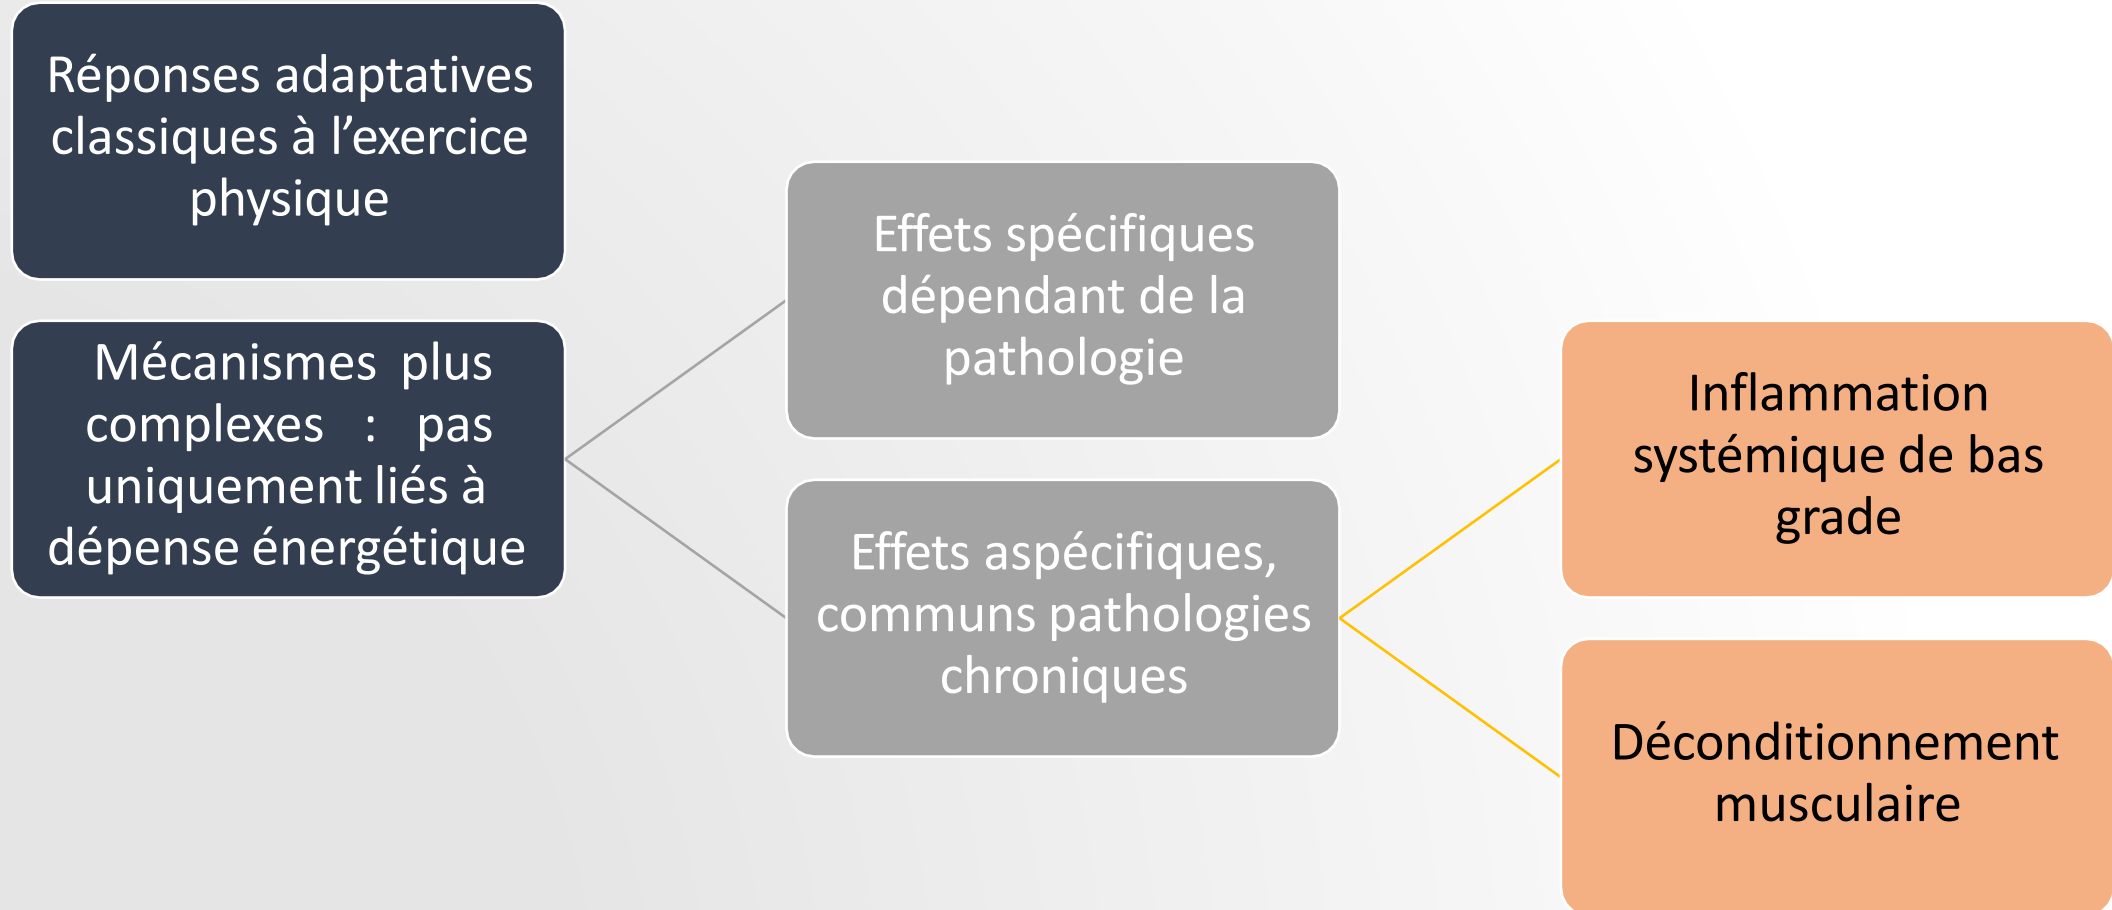 Réponses adaptatives
classiques à l’exercice
physique
Mécanismes plus
complexes : pas
uniquement liés à
dépense énergétique
Effets spécifiques
dépendant de la
pathologie
Effets aspécifiques,
communs pathologies
chroniques
Inflammation
systémique de bas
grade
Déconditionnement
musculaire